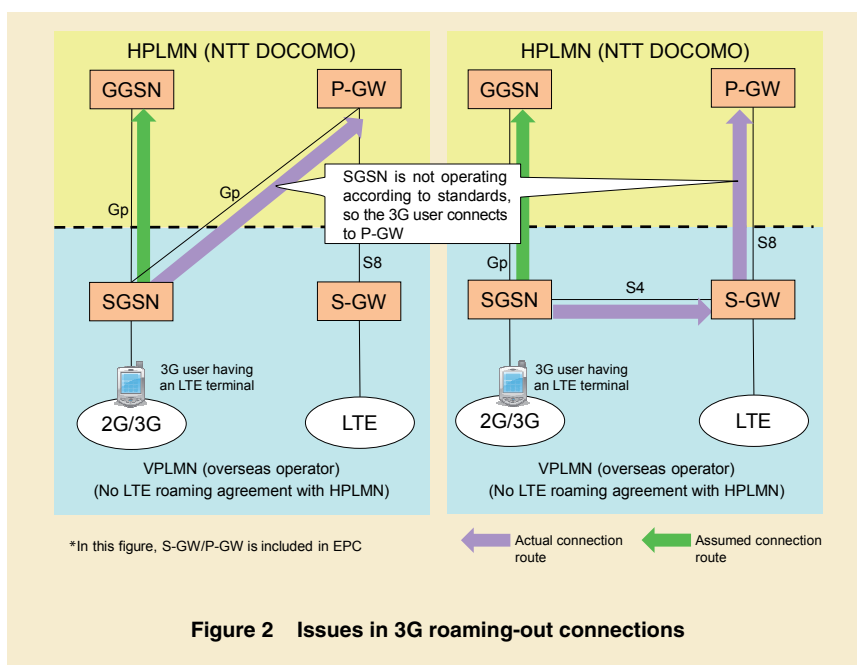 HPLMN (NTT DOCOMO)
GGSN
P-GW
Gp
Gp
SGSN
S8
S-GW
3G user having
an LTE terminal
2G/3G
LTE
VPLMN (overseas operator)
(No LTE roaming agreement with HPLMN)
SGSN is not operating
according to standards,
so the 3G user connects
to P-GW
HPLMN (NTT DOCOMO)
GGSN
P-GW
Gp
S8
SGSN
S4
S-GW
3G user having
an LTE terminal
2G/3G
LTE
VPLMN (overseas operator)
(No LTE roaming agreement with HPLMN)
*In this figure, S-GW/P-GW is included in EPC
Actual connection
route
Assumed connection
route
Figure 2 Issues in 3G roaming-out connections